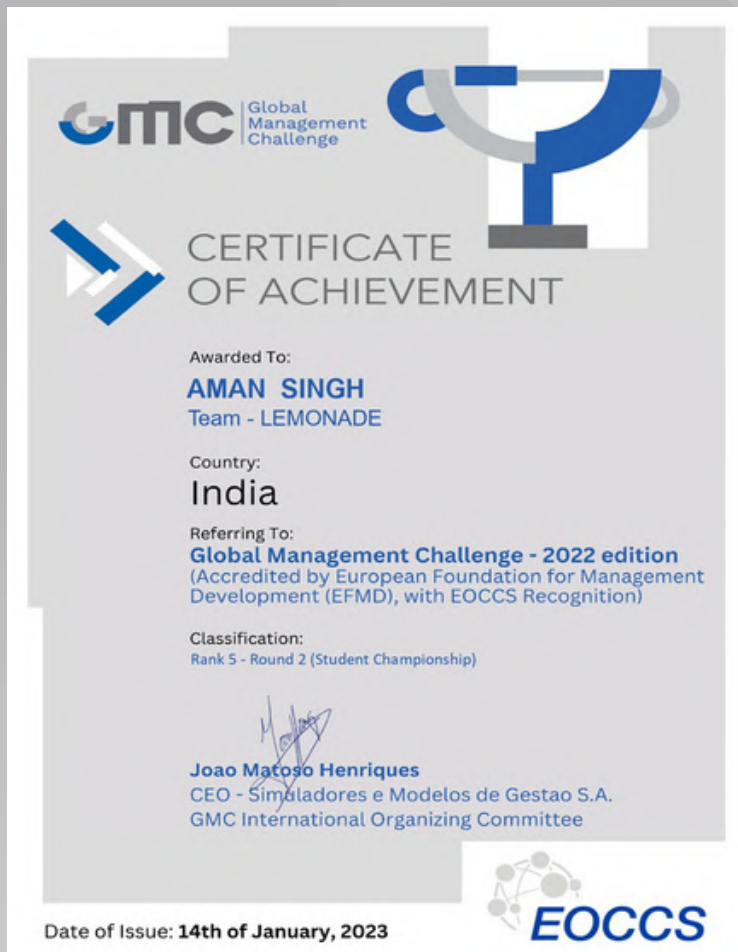 GMC
Global
Management
Challenge
CERTIFICATE
OF ACHIEVEMENT
Awarded To:
AMAN SINGH
Team - LEMONADE
Country:
India
Referring To:
Global Management Challenge - 2022 edition
(Accredited by European Foundation for Management
Development (EFMD), with EOCCS Recognition)
Classification:
Rank 5 - Round 2 (Student Championship)
Joao Matoso Henriques
CEO - Simuladores e Modelos de Gestao S.A.
GMC International Organizing Committee
Date of Issue: 14th of January, 2023
EOCCS